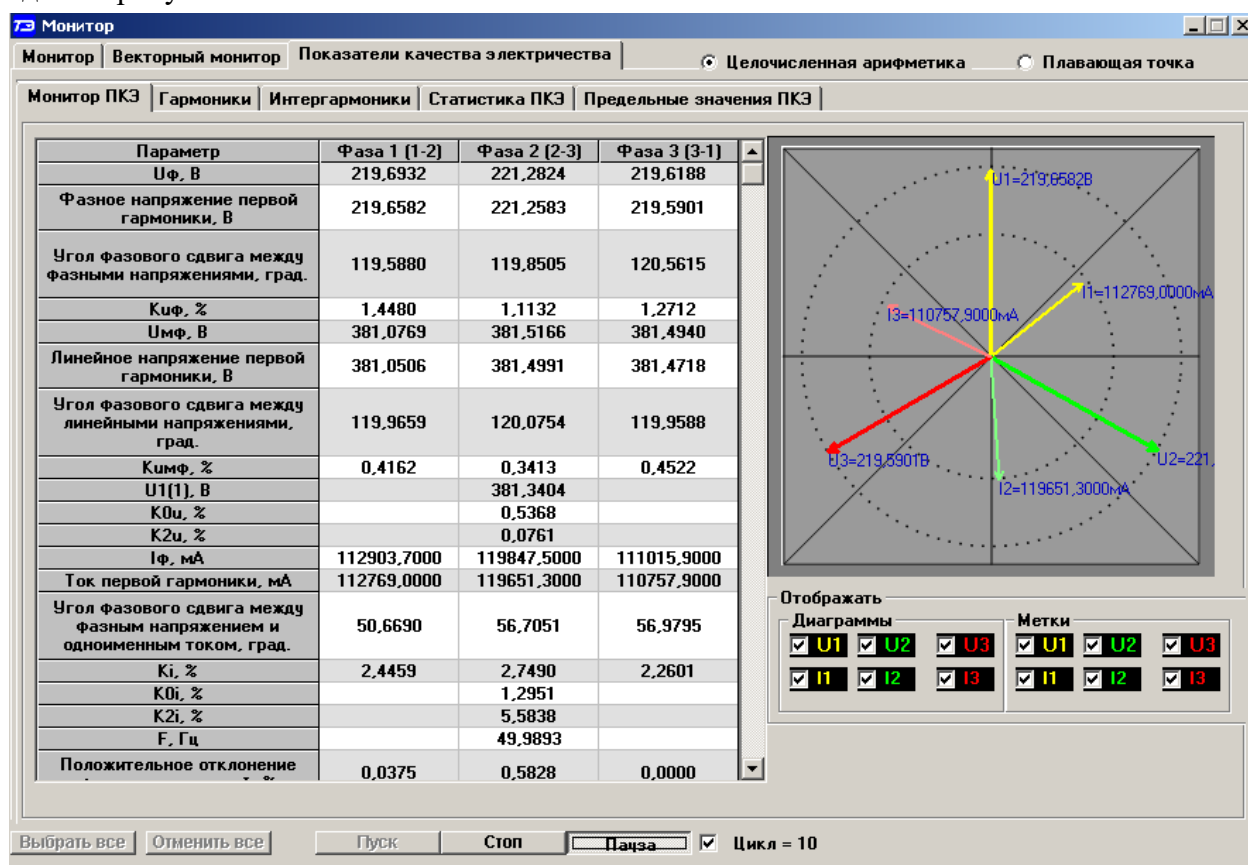 ТЭ Монитор
Монитор Векторный монитор Показатели качества электричества Целочисленная арифметика Плавающая точка
Монитор ПКЭ Гармоники Интергармоники Статистика ПКЭ Предельные значения ПКЭ
Параметр Фаза 1 (1-2) Фаза 2 (2-3) Фаза 3 (3-1)
Uф, В 219,6932 221,2824 219,6188
Фазное напряжение первой
гармоники, В 219,6582 221,2583 219,5901
Угол фазового сдвига между
фазными напряжениями, град. 119,5880 119,8505 120,5615
Kuф, % 1,4480 1,1132 1,2712
Uмф, В 381,0769 381,5166 381,4940
Линейное напряжение первой
гармоники, В 381,0506 381,4991 381,4718
Угол фазового сдвига между
линейными напряжениями,
град. 119,9659 120,0754 119,9588
Kuмф, % 0,4162 0,3413 0,4522
U1(1), В 381,3404
K0u, % 0,5368
K2u, % 0,0761
Iф, мА 112903,7000 119847,5000 111015,9000
Ток первой гармоники, мА 112769,0000 119651,3000 110757,9000
Угол фазового сдвига между
фазным напряжением и
одноименным током, град. 50,6690 56,7051 56,9795
Ki, % 2,4459 2,7490 2,2601
K0i, % 1,2951
K2i, % 5,5838
F, Гц 49,9893
Положительное отклонение
0,0375 0,5828 0,0000
U1=219,6582В
I1=112769,0000мА
I3=110757,9000мА
U3=219,5901В
U2=221,
I2=119651,3000мА
Отображать
Диаграммы Метки
U1 U2 U3 U1 U2 U3
I1 I2 I3 I1 I2 I3
Выбрать все Отменить все Пуск Стоп Пауза Цикл = 10